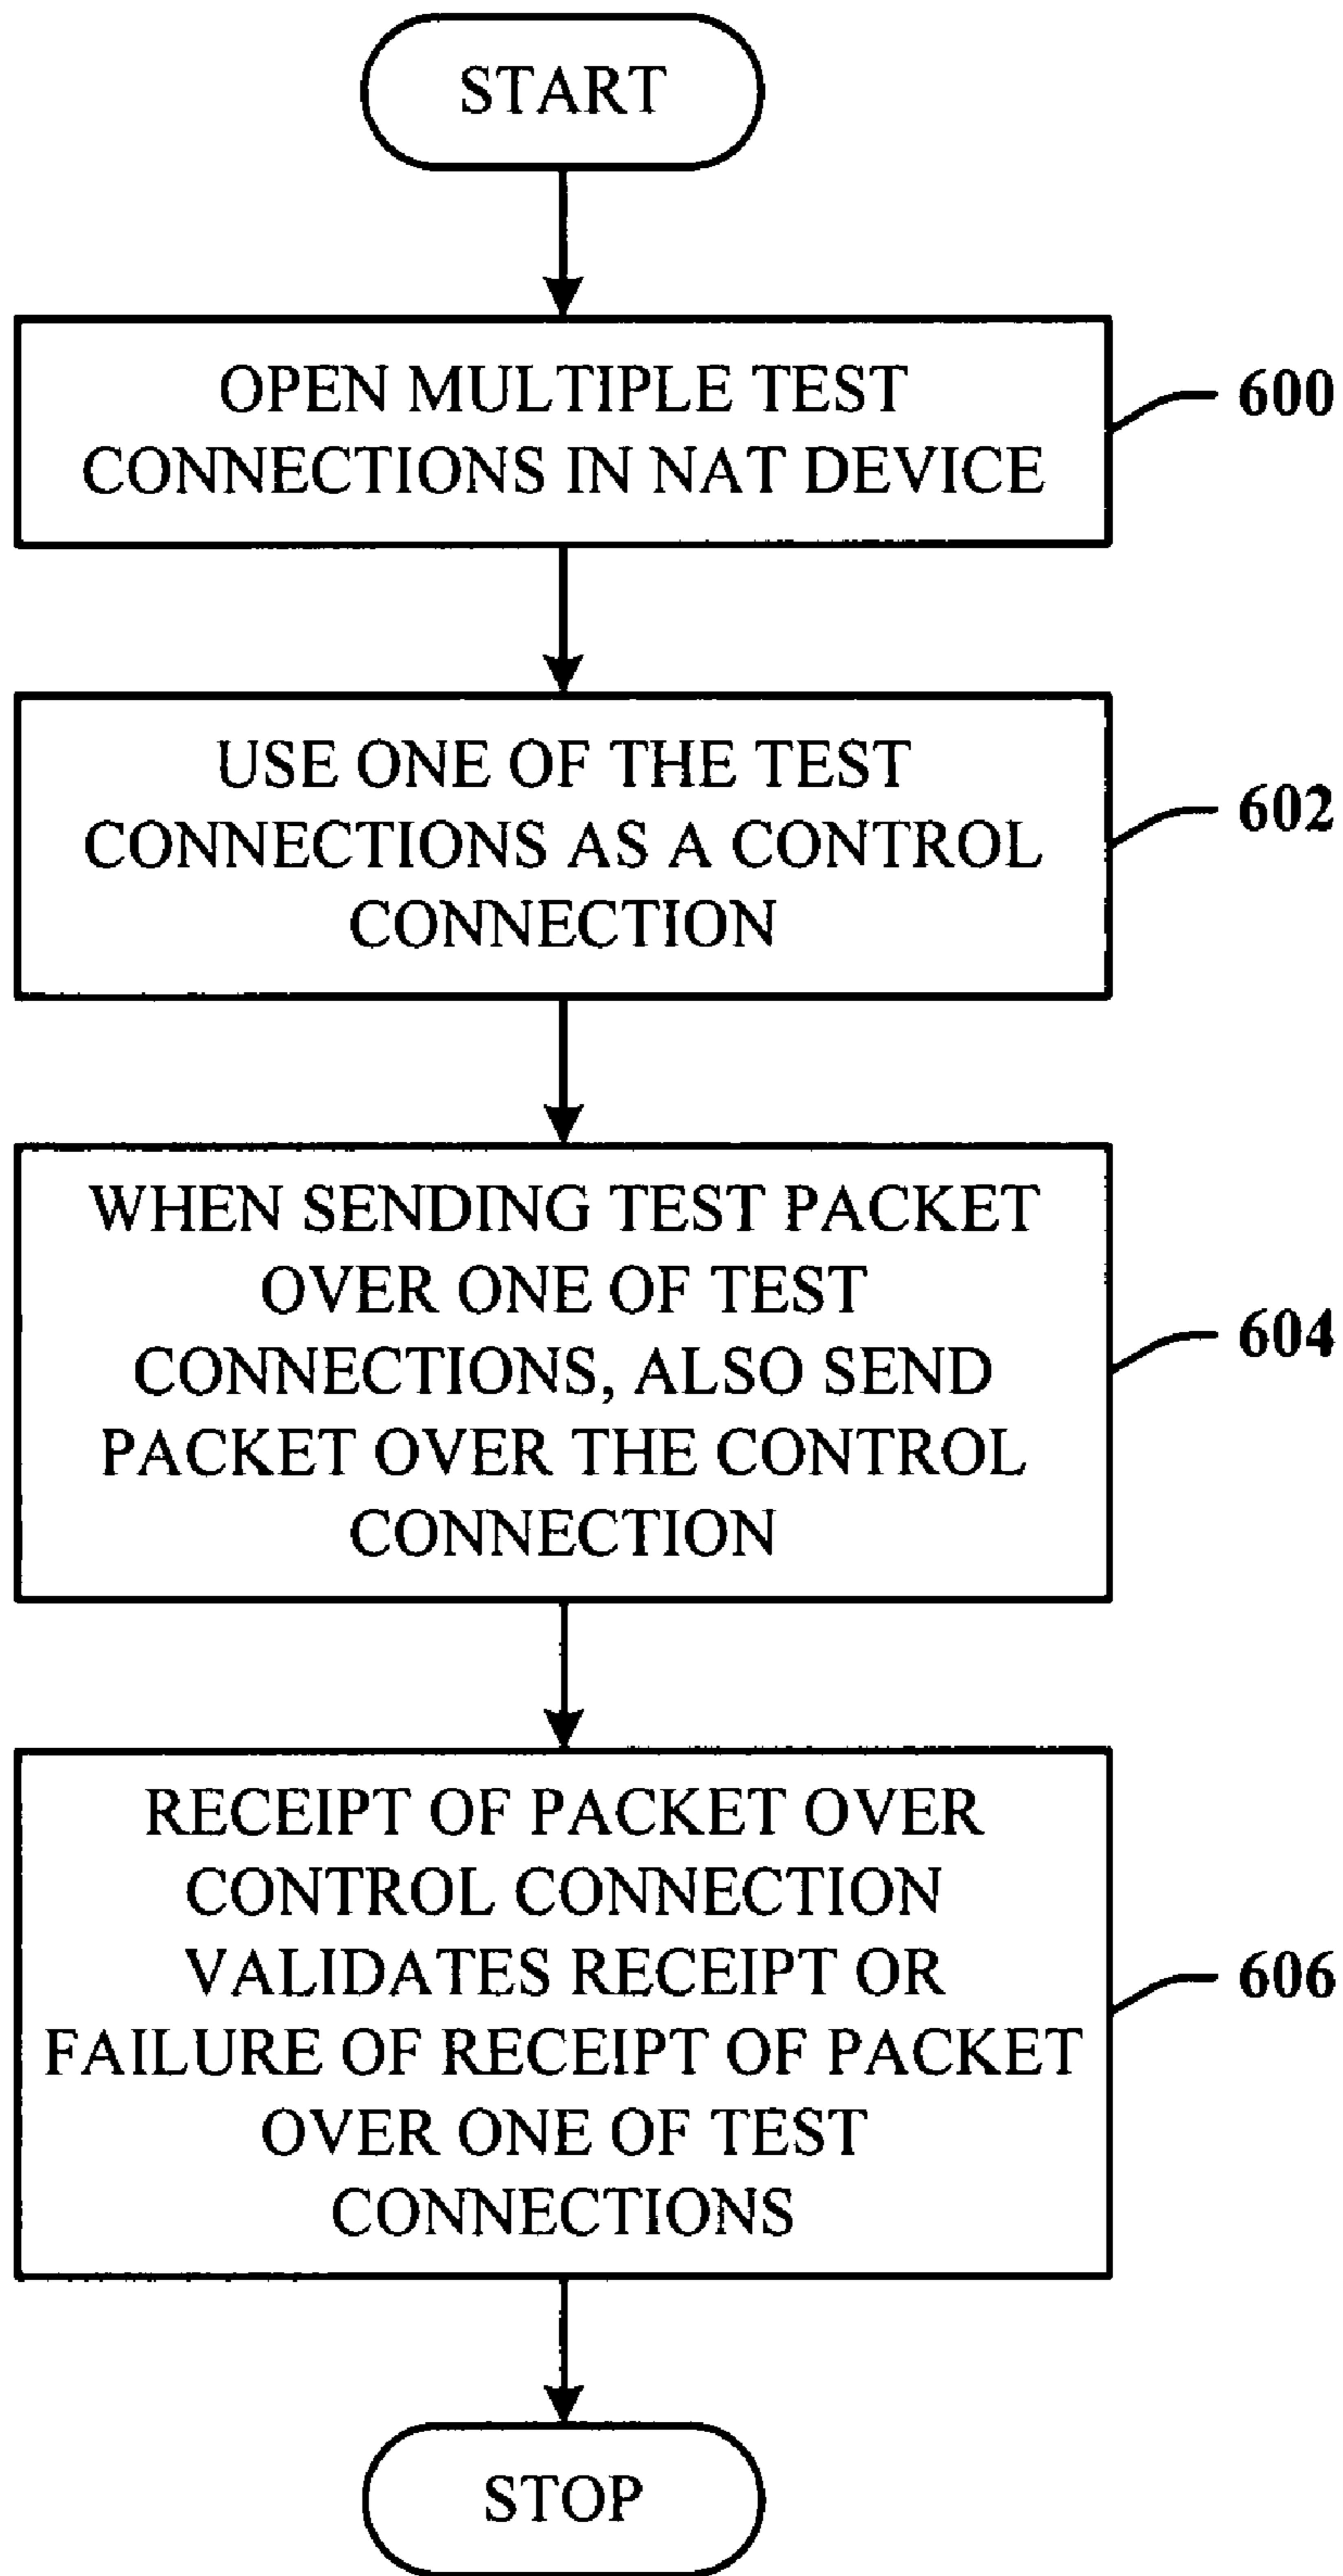 START
OPEN MULTIPLE TEST
CONNECTIONS IN NAT DEVICE
600
USE ONE OF THE TEST
CONNECTIONS AS A CONTROL
CONNECTION
602
WHEN SENDING TEST PACKET
OVER ONE OF TEST
CONNECTIONS, ALSO SEND
PACKET OVER THE CONTROL
CONNECTION
604
RECEIPT OF PACKET OVER
CONTROL CONNECTION
VALIDATES RECEIPT OR
FAILURE OF RECEIPT OF PACKET
OVER ONE OF TEST
CONNECTIONS
606
STOP